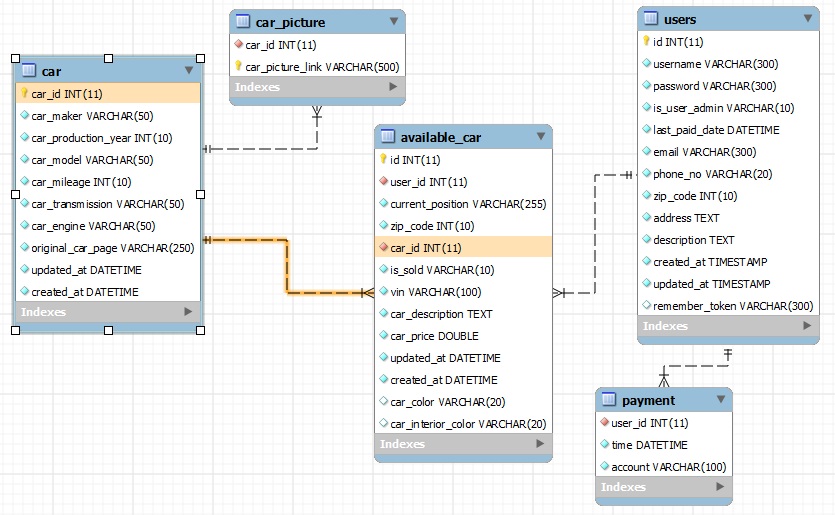 car_picture
car_id INT(11)
car_picture_link VARCHAR(500)
Indexes
car
car_id INT(11)
car_maker VARCHAR(50)
car_production_year INT(10)
car_model VARCHAR(50)
car_mileage INT(10)
car_transmission VARCHAR(50)
car_engine VARCHAR(50)
original_car_page VARCHAR(250)
updated_at DATETIME
created_at DATETIME
Indexes
available_car
id INT(11)
user_id INT(11)
current_position VARCHAR(255)
zip_code INT(10)
car_id INT(11)
is_sold VARCHAR(10)
vin VARCHAR(100)
car_description TEXT
car_price DOUBLE
updated_at DATETIME
created_at DATETIME
car_color VARCHAR(20)
car_interior_color VARCHAR(20)
Indexes
users
id INT(11)
username VARCHAR(300)
password VARCHAR(300)
is_user_admin VARCHAR(10)
last_paid_date DATETIME
email VARCHAR(300)
phone_no VARCHAR(20)
zip_code INT(10)
address TEXT
description TEXT
created_at TIMESTAMP
updated_at TIMESTAMP
remember_token VARCHAR(300)
Indexes
payment
user_id INT(11)
time DATETIME
account VARCHAR(100)
Indexes